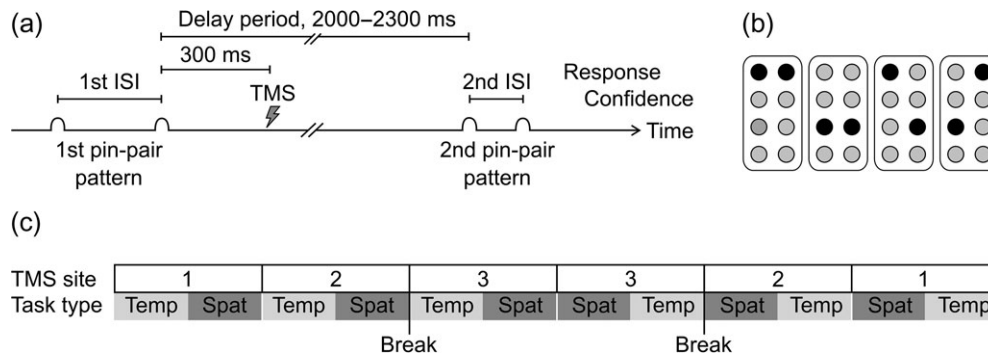 (a)
Delay period, 2000–2300 ms
300 ms
1st ISI
TMS
2nd ISI
Response
Confidence
Time
1st pin-pair
pattern
2nd pin-pair
pattern
(b)
(c)
TMS site 1 2 3 3 2 1
Task type Temp Spat Temp Spat Temp Spat Spat Temp Spat Temp Spat Temp
Break Break